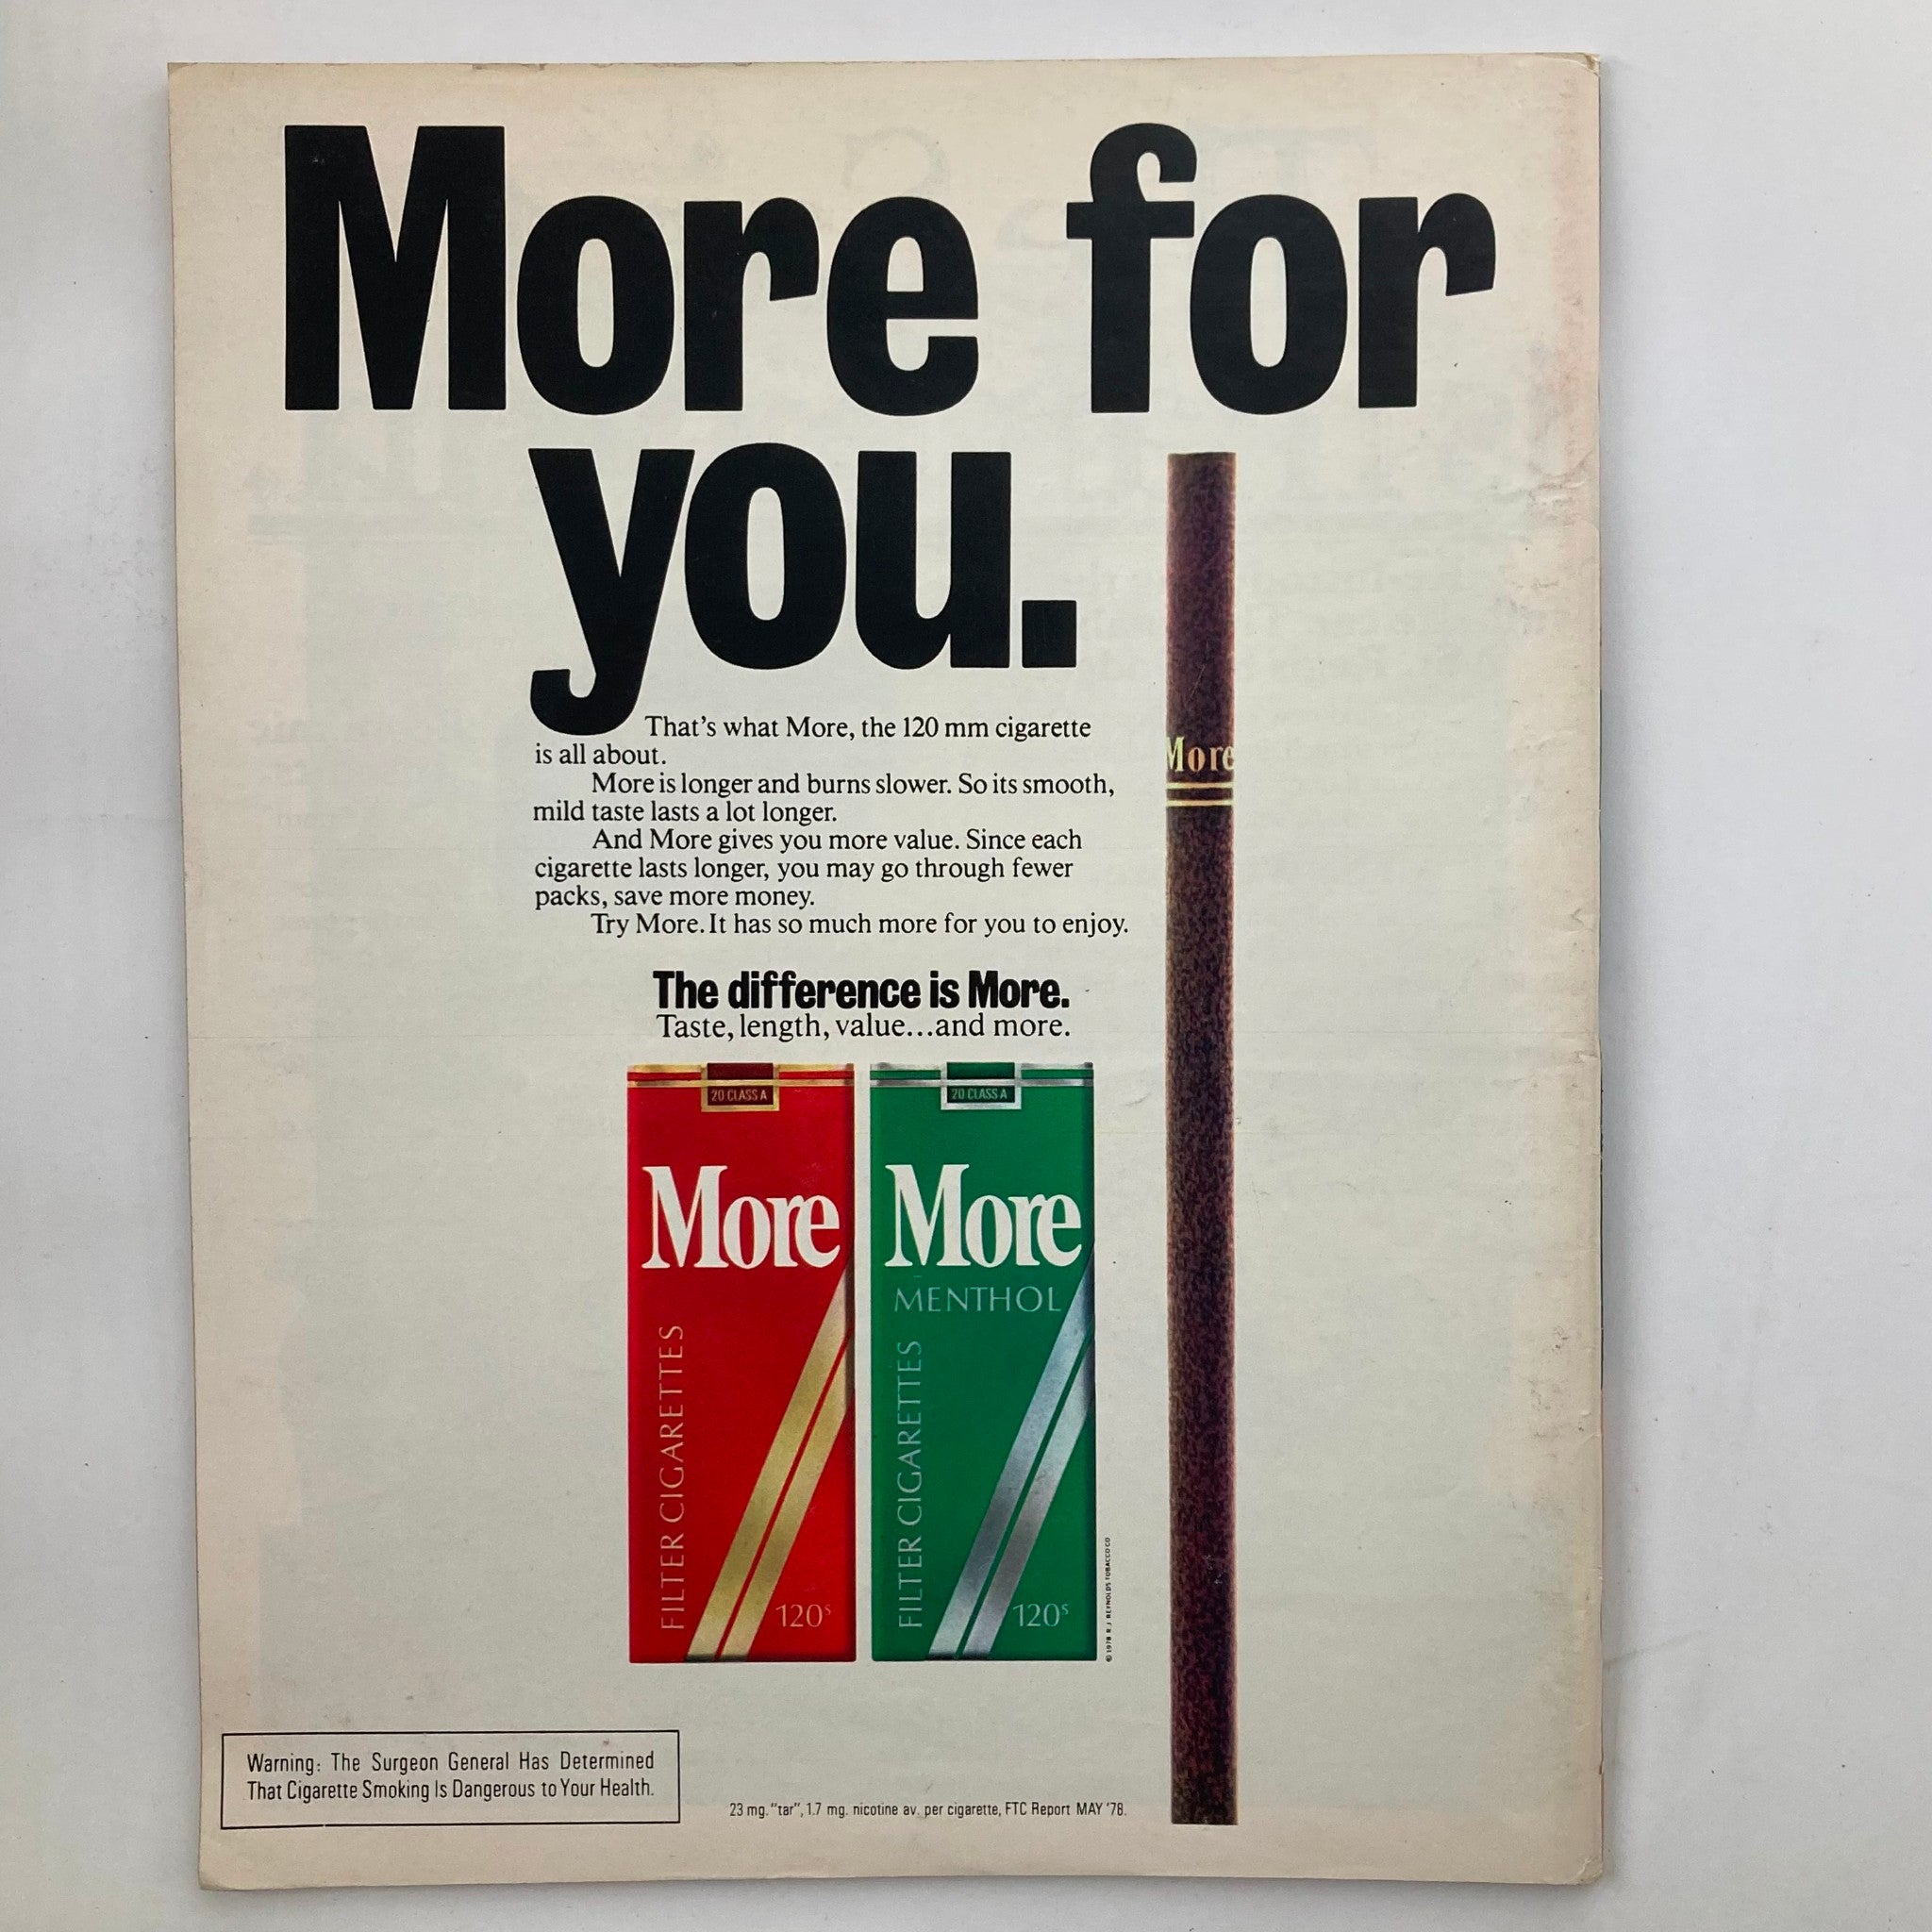 More for
you.
That's what More, the 120 mm cigarette
is all about.
More is longer and burns slower. So its smooth,
mild taste lasts a lot longer.
And More gives you more value. Since each
cigarette lasts longer, you may go through fewer
packs, save more money.
Try More. It has so much more for you to enjoy.
The difference is More.
Taste, length, value...and more.
More
20 CLASS A
More
FILTER CIGARETTES
120s
20 CLASS A
More
MENTHOL
FILTER CIGARETTES
120s
© 1978 R.J. REYNOLDS TOBACCO CO.
Warning: The Surgeon General Has Determined
That Cigarette Smoking Is Dangerous to Your Health.
23 mg. "tar", 1.7 mg. nicotine av. per cigarette, FTC Report MAY '78.